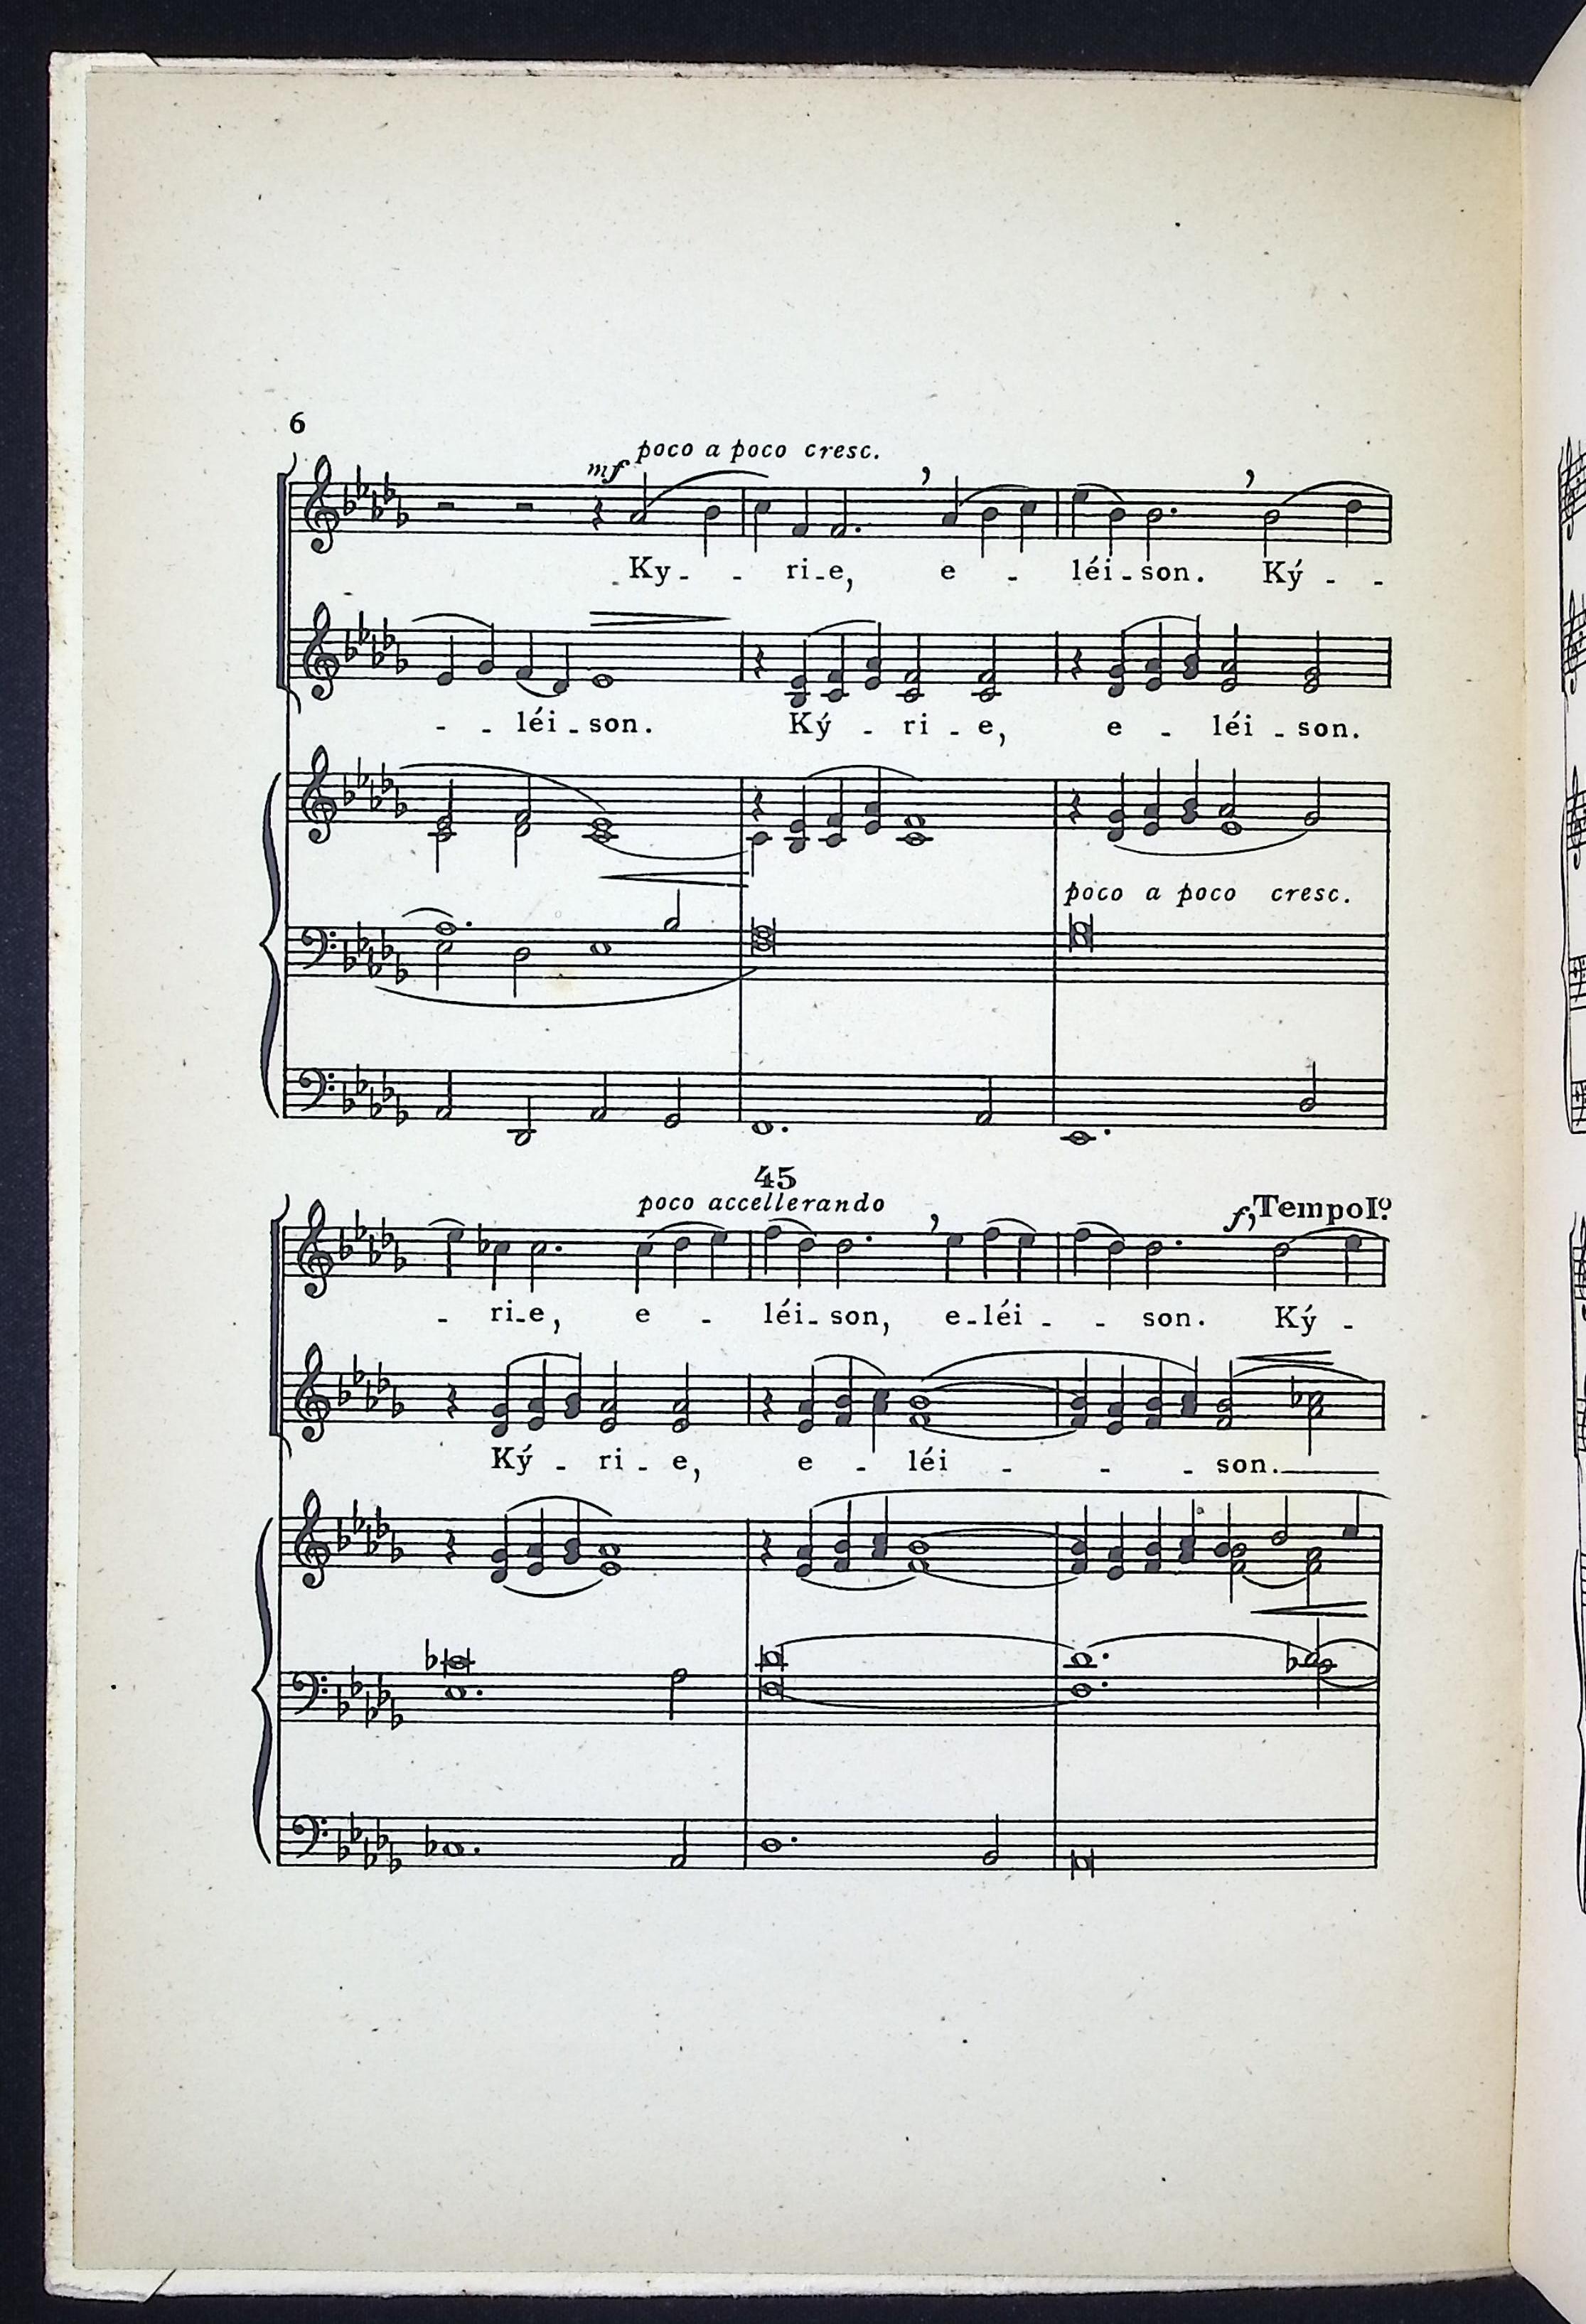 6
poco a poco cresc.
mf
Ky - - ri-e, e - léi-son. Ký - -
- - léi-son. Ký - ri-e, e - léi-son.
poco a poco cresc.
45
poco accellerando
f, Tempo Iº.
- ri-e, e - léi-son, e-léi - - son. Ký -
Ký - ri-e, e - léi - - - son.